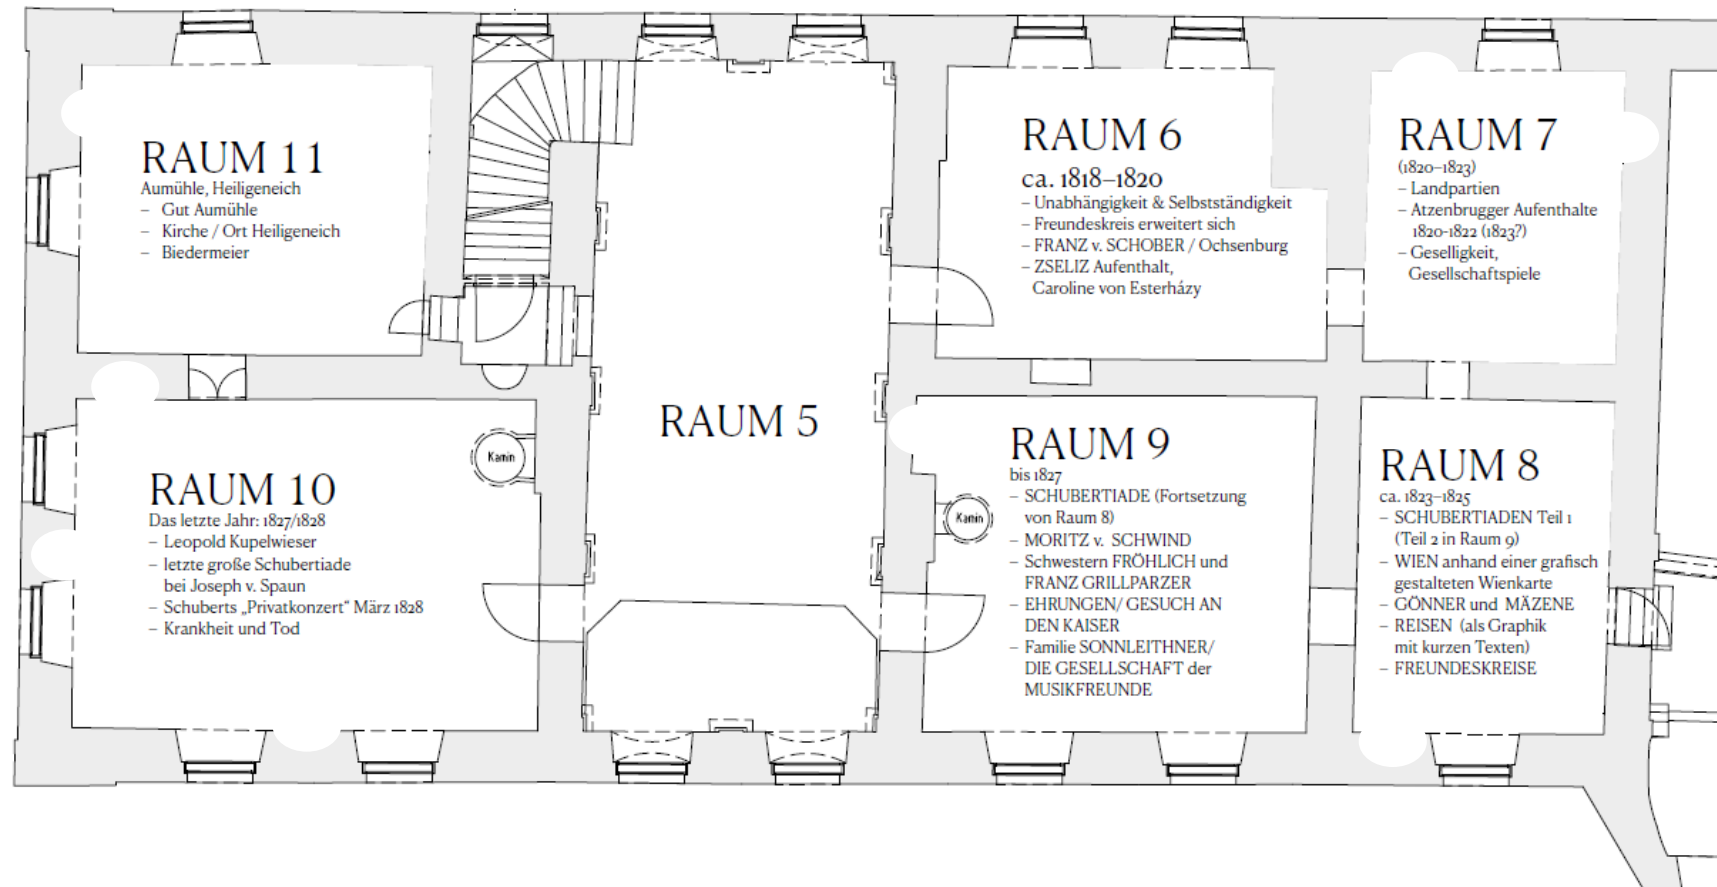 RAUM 11
Aumühle, Heiligeneich
– Gut Aumühle
– Kirche / Ort Heiligeneich
– Biedermeier
RAUM 10
Das letzte Jahr: 1827/1828
– Leopold Kupelwieser
– letzte große Schubertiade
bei Joseph v. Spaun
– Schuberts „Privatkonzert“ März 1828
– Krankheit und Tod
Kamin
RAUM 5
RAUM 6
ca. 1818–1820
– Unabhängigkeit & Selbstständigkeit
– Freundeskreis erweitert sich
– FRANZ v. SCHOBER / Ochsenburg
– ZSELIZ Aufenthalt,
Caroline von Esterházy
RAUM 7
(1820–1823)
– Landpartien
– Atzenbrugger Aufenthalte
1820-1822 (1823?)
– Geselligkeit,
Gesellschaftspiele
RAUM 9
bis 1827
– SCHUBERTIADE (Fortsetzung
von Raum 8)
– MORITZ v. SCHWIND
– Schwestern FRÖHLICH und
FRANZ GRILLPARZER
– EHRUNGEN/ GESUCH AN
DEN KAISER
– Familie SONNLEITHNER/
DIE GESELLSCHAFT der
MUSIKFREUNDE
Kamin
RAUM 8
ca. 1823–1825
– SCHUBERTIADEN Teil 1
(Teil 2 in Raum 9)
– WIEN anhand einer grafisch
gestalteten Wienkarte
– GÖNNER und MÄZENE
– REISEN (als Graphik
mit kurzen Texten)
– FREUNDESKREISE